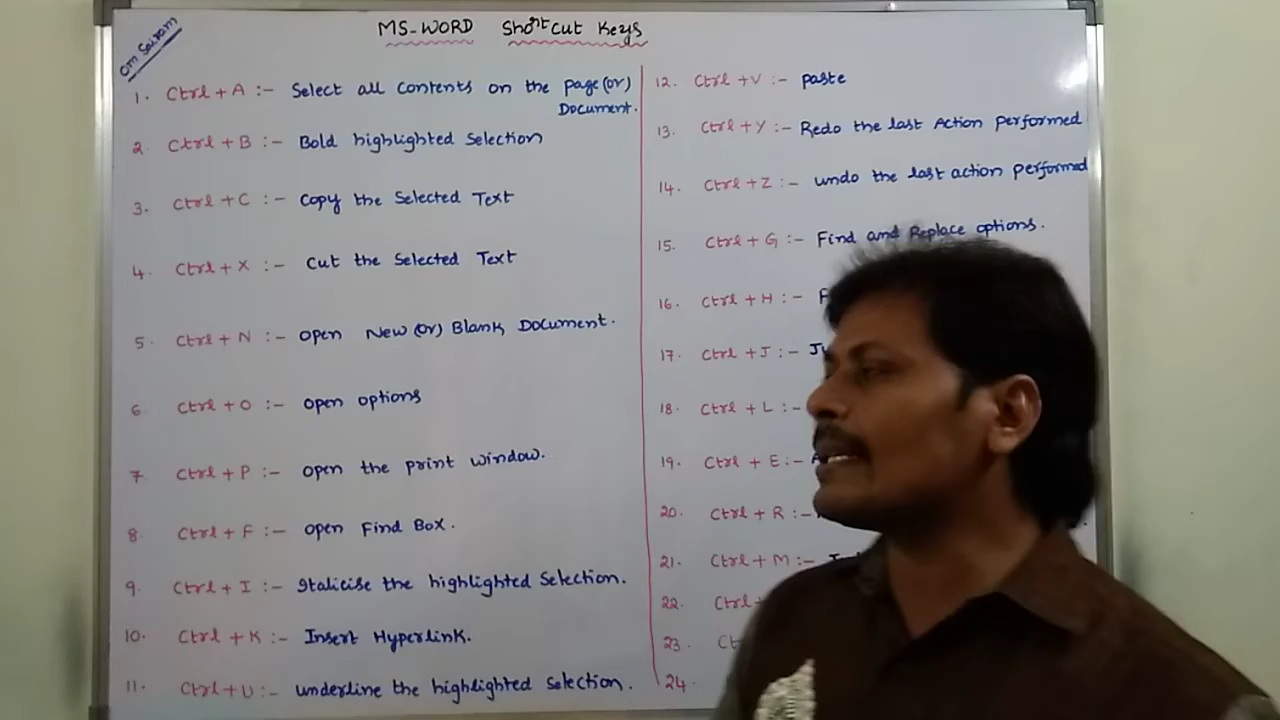 Om Sairam
MS-WORD Shortcut Keys
1. Ctrl + A :- Select all contents on the page (or)
Document.
2. Ctrl + B :- Bold highlighted Selection
3. Ctrl + C :- Copy the Selected Text
4. Ctrl + X :- Cut the Selected Text
5. Ctrl + N :- Open New (or) Blank Document.
6. Ctrl + O :- Open options
7. Ctrl + P :- Open the print window.
8. Ctrl + F :- Open Find Box.
9. Ctrl + I :- Italicise the highlighted Selection.
10. Ctrl + K :- Insert Hyperlink.
11. Ctrl + U :- underline the highlighted Selection.
12. Ctrl + V :- paste
13. Ctrl + Y :- Redo the last Action performed
14. Ctrl + Z :- undo the last action performed
15. Ctrl + G :- Find and Replace options.
16. Ctrl + H :-
17. Ctrl + J :-
18. Ctrl + L :-
19. Ctrl + E :-
20. Ctrl + R :-
21. Ctrl + M :-
22. Ctrl +
23.
24.